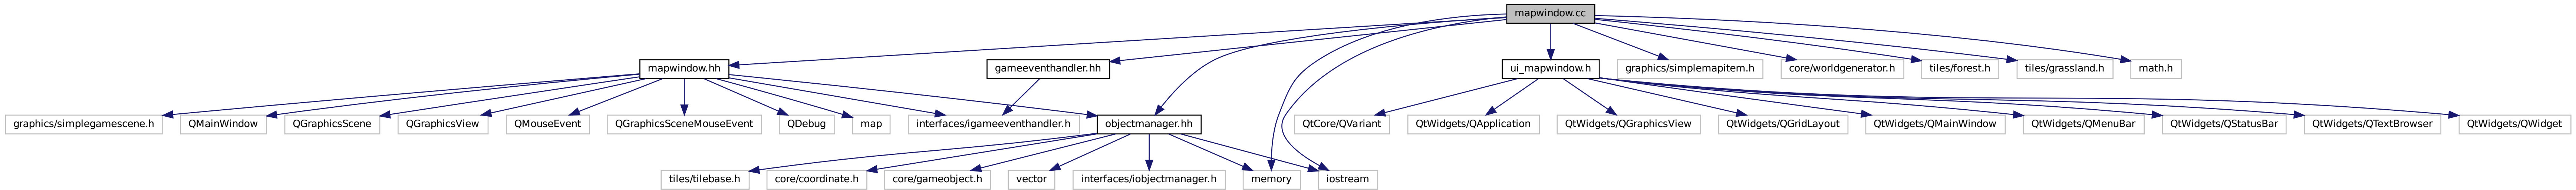 mapwindow.cc
mapwindow.hh
gameeventhandler.hh
ui_mapwindow.h
graphics/simplemapitem.h
core/worldgenerator.h
tiles/forest.h
tiles/grassland.h
math.h
graphics/simplegamescene.h
QMainWindow
QGraphicsScene
QGraphicsView
QMouseEvent
QGraphicsSceneMouseEvent
QDebug
map
interfaces/igameeventhandler.h
objectmanager.hh
QtCore/QVariant
QtWidgets/QApplication
QtWidgets/QGraphicsView
QtWidgets/QGridLayout
QtWidgets/QMainWindow
QtWidgets/QMenuBar
QtWidgets/QStatusBar
QtWidgets/QTextBrowser
QtWidgets/QWidget
tiles/tilebase.h
core/coordinate.h
core/gameobject.h
vector
interfaces/iobjectmanager.h
memory
iostream